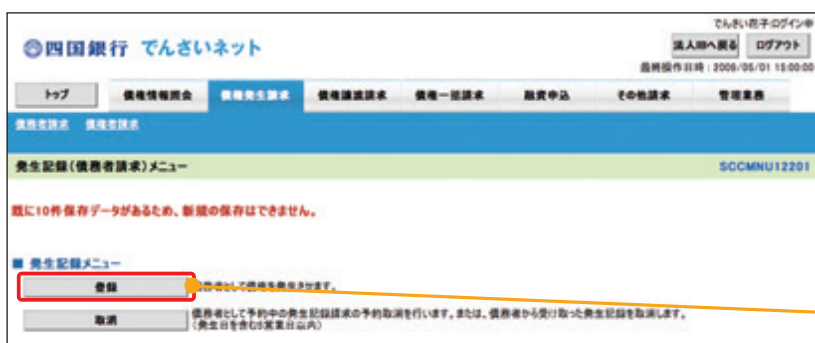 でんさい花子:ログイン中
四国銀行 でんさいネット
法人IBへ戻る ログアウト
最終操作日時：2009/05/01 15:00:00
トップ 債権情報照会 債権発生請求 債権譲渡請求 債権一括請求 融資申込 その他請求 管理業務
債務者請求 債権者請求
発生記録（債務者請求）メニュー SCCMNU12201
既に10件保存データがあるため、新規の保存はできません。
■ 発生記録メニュー
登録 債務者として債権を発生させます。
取消 債務者として予約中の発生記録請求の予約取消を行います。または、債務者から受け取った発生記録を取消します。
（発生日を含む5営業日以内）